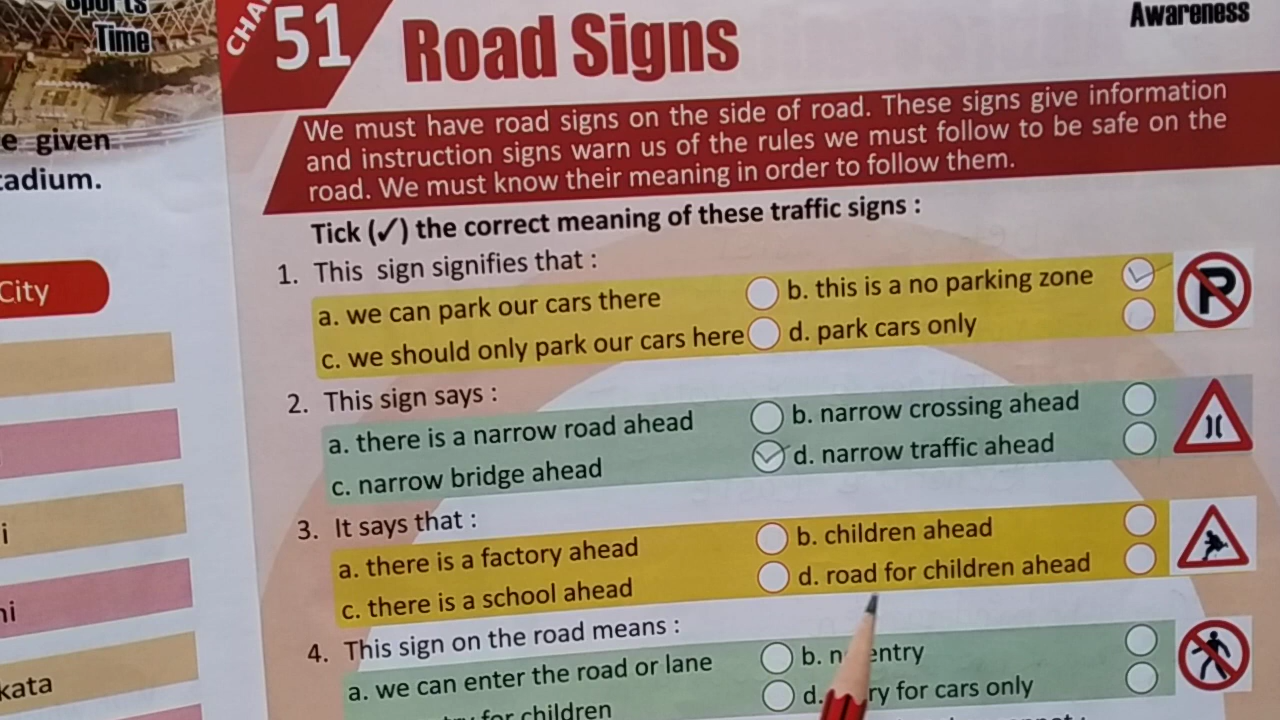 Sports
Time
e given
tadium.
City
i
ni
kata
CHA
51
Road Signs
Awareness
We must have road signs on the side of road. These signs give information
and instruction signs warn us of the rules we must follow to be safe on the
road. We must know their meaning in order to follow them.
Tick (✓) the correct meaning of these traffic signs :
1. This sign signifies that :
a. we can park our cars there b. this is a no parking zone
c. we should only park our cars here d. park cars only
P
2. This sign says :
a. there is a narrow road ahead b. narrow crossing ahead
c. narrow bridge ahead d. narrow traffic ahead
3. It says that :
a. there is a factory ahead b. children ahead
c. there is a school ahead d. road for children ahead
4. This sign on the road means :
a. we can enter the road or lane b. n entry
for children d. ry for cars only